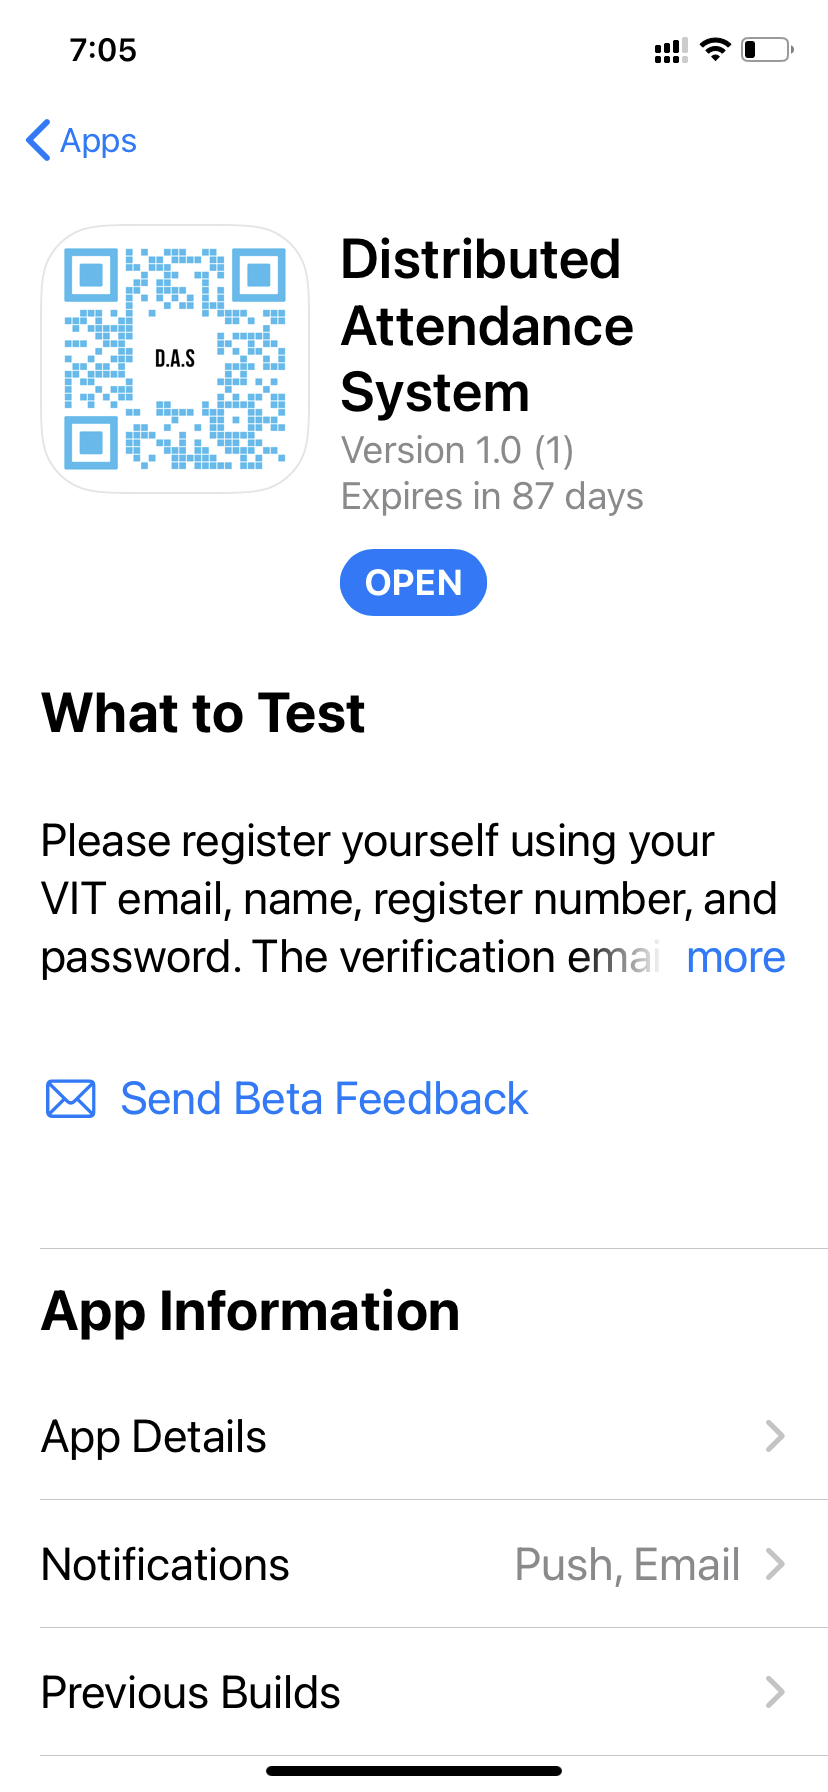 7:05
Apps
D.A.S
Distributed
Attendance
System
Version 1.0 (1)
Expires in 87 days
OPEN
What to Test
Please register yourself using your
VIT email, name, register number, and
password. The verification emai more
Send Beta Feedback
App Information
App Details
Notifications Push, Email
Previous Builds